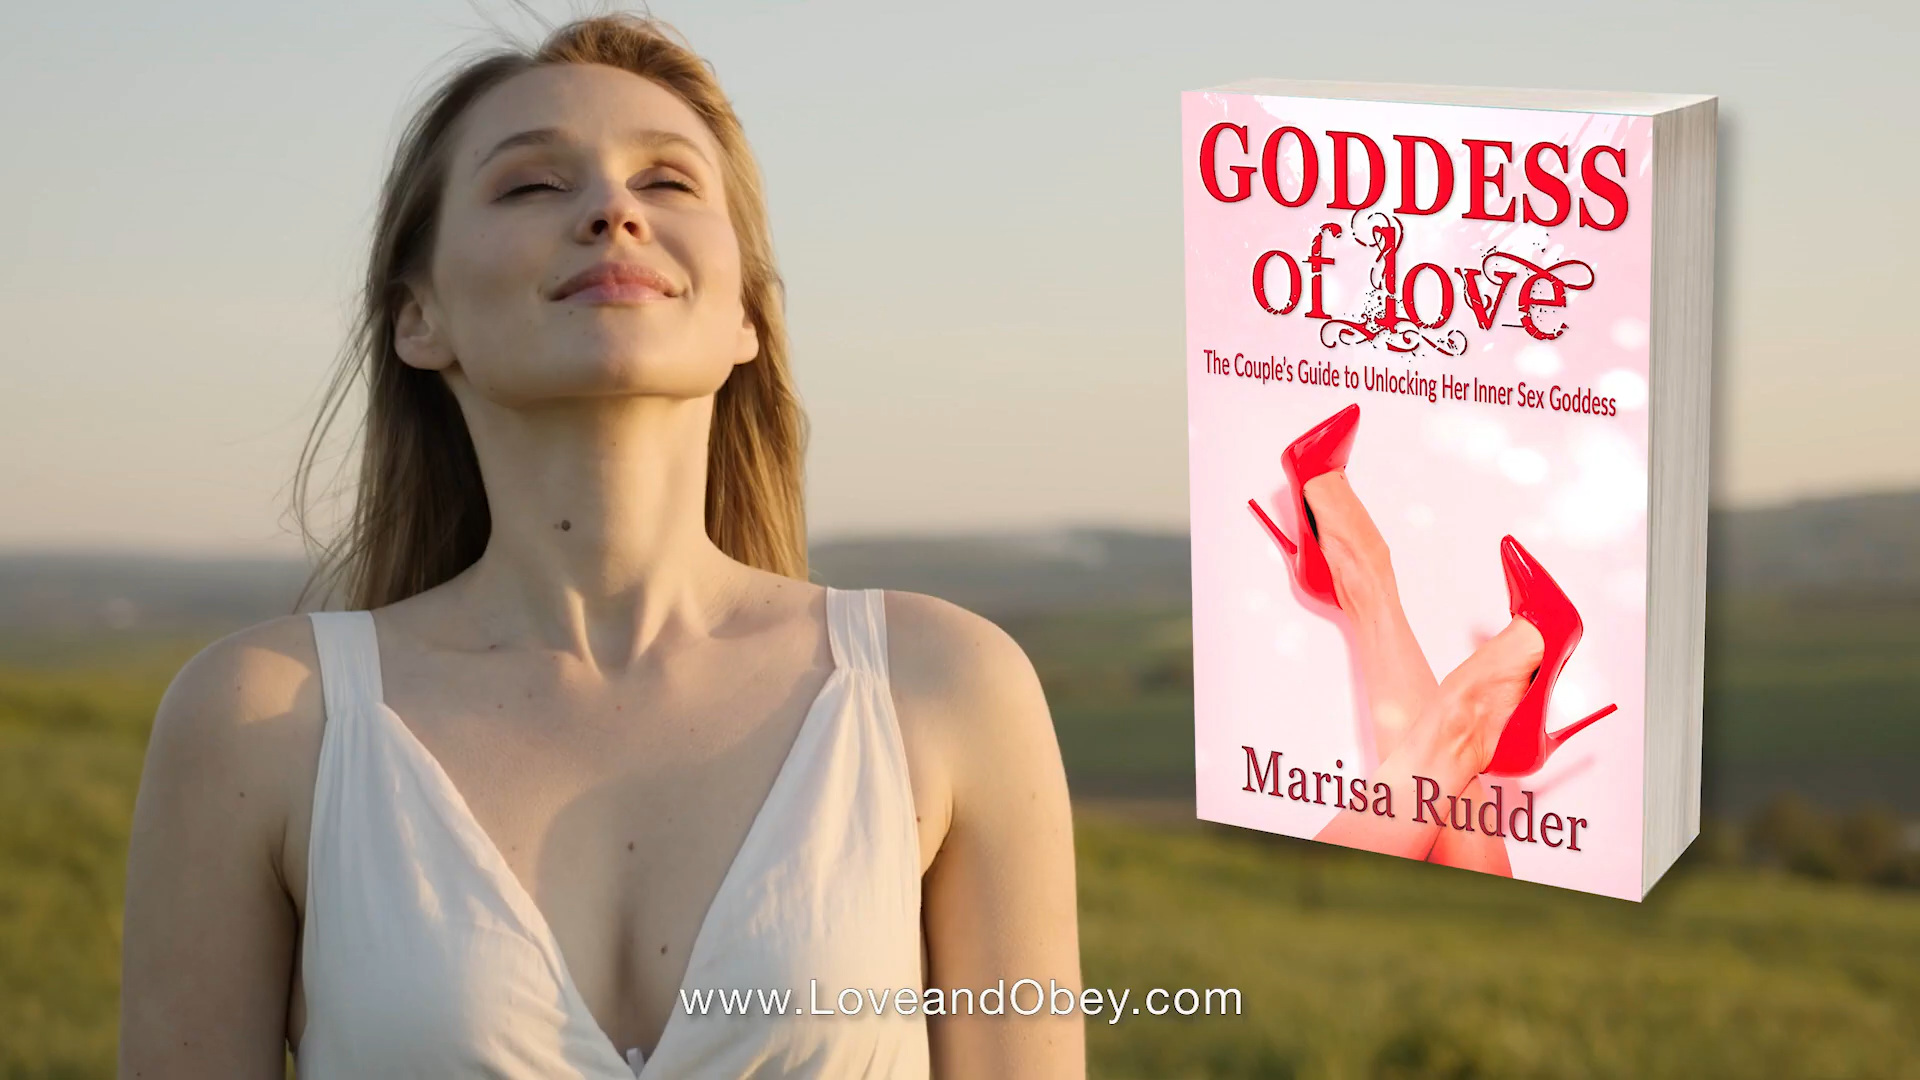 GODDESS
of love
The Couple's Guide to Unlocking Her Inner Sex Goddess
Marisa Rudder
www.LoveandObey.com